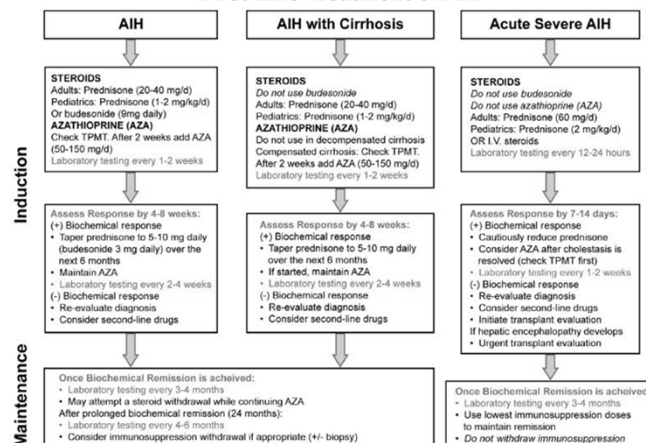 AIH
AIH with Cirrhosis
Acute Severe AIH
Induction
STEROIDS
Adults: Prednisone (20-40 mg/d)
Pediatrics: Prednisone (1-2 mg/kg/d)
Or budesonide (9mg daily)
AZATHIOPRINE (AZA)
Check TPMT. After 2 weeks add AZA
(50-150 mg/d)
Laboratory testing every 1-2 weeks
STEROIDS
Do not use budesonide
Adults: Prednisone (20-40 mg/d)
Pediatrics: Prednisone (1-2 mg/kg/d)
AZATHIOPRINE (AZA)
Do not use in decompensated cirrhosis
Compensated cirrhosis: Check TPMT.
After 2 weeks add AZA (50-150 mg/d)
Laboratory testing every 1-2 weeks
STEROIDS
Do not use budesonide
Do not use azathioprine (AZA)
Adults: Prednisone (60 mg/d)
Pediatrics: Prednisone (2 mg/kg/d)
OR I.V. steroids
Laboratory testing every 12-24 hours
Assess Response by 4-8 weeks:
(+) Biochemical response
• Taper prednisone to 5-10 mg daily
(budesonide 3 mg daily) over the
next 6 months
• Maintain AZA
• Laboratory testing every 2-4 weeks
(-) Biochemical response
• Re-evaluate diagnosis
• Consider second-line drugs
Assess Response by 4-8 weeks:
(+) Biochemical response
• Taper prednisone to 5-10 mg daily
over the next 6 months
• If started, maintain AZA
• Laboratory testing every 2-4 weeks
(-) Biochemical response
• Re-evaluate diagnosis
• Consider second-line drugs
Assess Response by 7-14 days:
(+) Biochemical response
• Cautiously reduce prednisone
• Consider AZA after cholestasis is
resolved (check TPMT first)
• Laboratory testing every 1-2 weeks
(-) Biochemical response
• Re-evaluate diagnosis
• Consider second-line drugs
• Initiate transplant evaluation
If hepatic encephalopathy develops
• Urgent transplant evaluation
Maintenance
Once Biochemical Remission is acheived:
• Laboratory testing every 3-4 months
• May attempt a steroid withdrawal while continuing AZA
After prolonged biochemical remission (24 months):
• Laboratory testing every 4-6 months
• Consider immunosuppression withdrawal if appropriate (+/- biopsy)
Once Biochemical Remission is acheived
• Laboratory testing every 3-4 months
• Use lowest immunosuppression doses
to maintain remission
• Do not withdraw immunosuppression